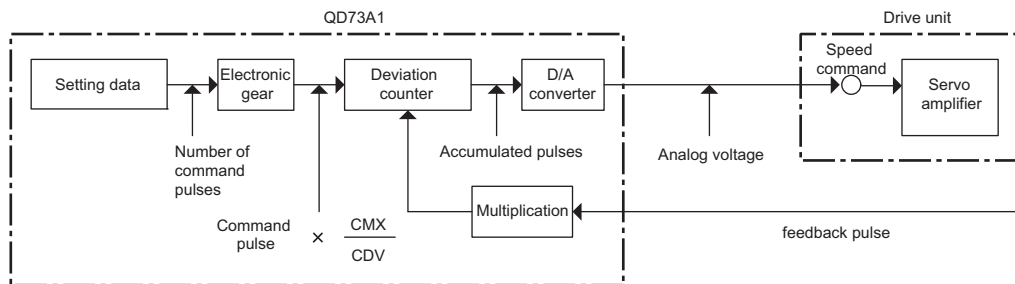 QD73A1
Drive unit
Setting data
Electronic
gear
Deviation
counter
D/A
converter
Speed
command
Servo
amplifier
Number of
command
pulses
Accumulated pulses
Analog voltage
Multiplication
Command
pulse
×
CMX
CDV
feedback pulse